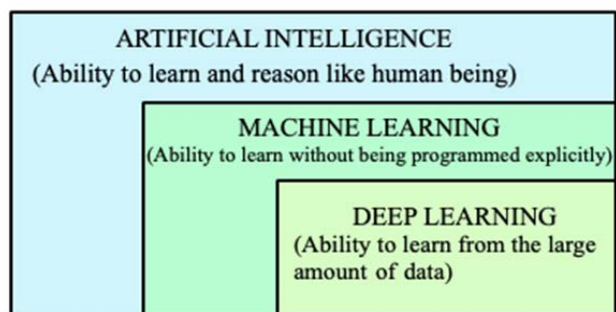 ARTIFICIAL INTELLIGENCE
(Ability to learn and reason like human being)
MACHINE LEARNING
(Ability to learn without being programmed explicitly)
DEEP LEARNING
(Ability to learn from the large
amount of data)